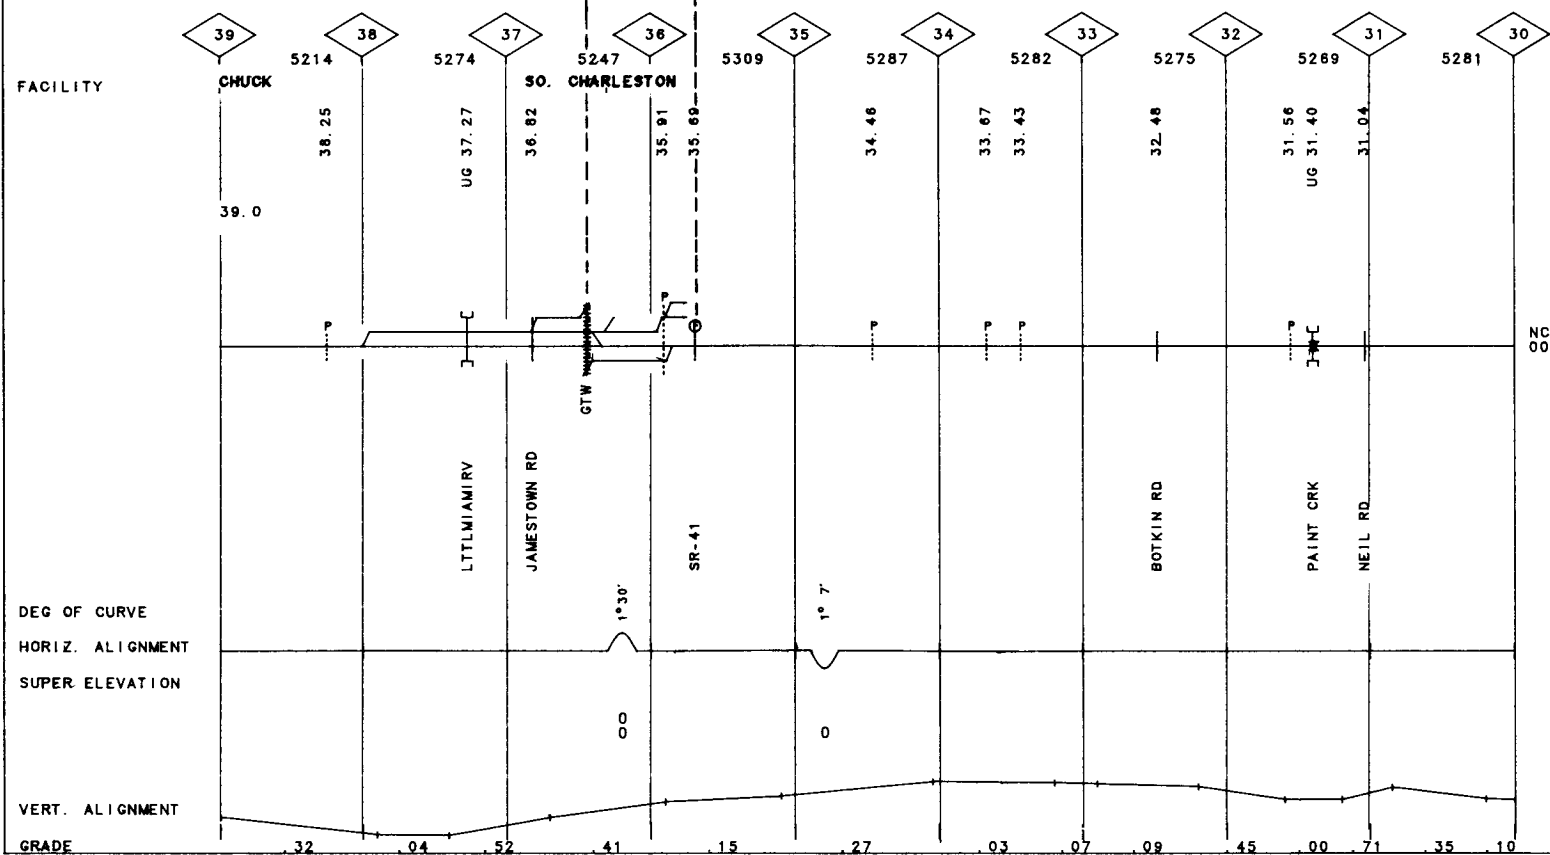 39 38 37 36 35 34 33 32 31 30
5214 5274 5247 5309 5287 5282 5275 5269 5281
FACILITY CHUCK SO. CHARLESTON
38.25
UG 37.27
36.82
35.91
35.69
34.46
33.67
33.43
32.48
31.56
UG 31.40
31.04
39.0
P
P
P
P
P
P
P
NC
00
GTW
LTTLMIAMIRV
JAMESTOWN RD
SR-41
BOTKIN RD
PAINT CRK
NEIL RD
DEG OF CURVE 1°30' 1° 7'
HORIZ. ALIGNMENT
SUPER ELEVATION
00
0
VERT. ALIGNMENT
GRADE .32 .04 .52 .41 .15 .27 .03 .07 .09 .45 .00 .71 .35 .10